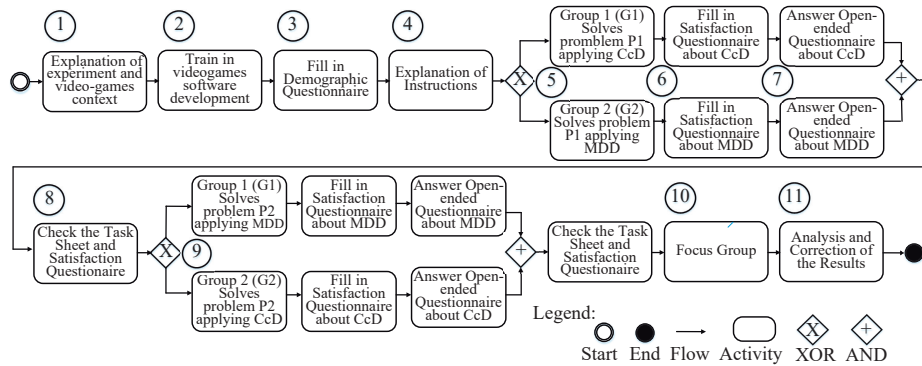 1
2
3
4
Explanation of
experiment and
video-games
context
Train in
videogames
software
development
Fill in
Demographic
Questionnaire
Explanation of
Instructions
X
5
Group 1 (G1)
Solves
promblem P1
applying CcD
6
Fill in
Satisfaction
Questionnaire
about CcD
7
Answer Open-
ended
Questionnaire
about CcD
Group 2 (G2)
Solves problem
P1 applying
MDD
Fill in
Satisfaction
Questionnaire
about MDD
Answer Open-
ended
Questionnaire
about MDD
+
8
Check the Task
Sheet and
Satisfaction
Questionaire
X
9
Group 1 (G1)
Solves
problem P2
applying MDD
Fill in
Satisfaction
Questionnaire
about MDD
Answer Open-
ended
Questionnaire
about MDD
Group 2 (G2)
Solves
problem P2
applying CcD
Fill in
Satisfaction
Questionnaire
about CcD
Answer Open-
ended
Questionnaire
about CcD
+
Check the Task
Sheet and
Satisfaction
Questionaire
10
Focus Group
11
Analysis and
Correction of
the Results
Legend:
X
+
Start End Flow Activity XOR AND